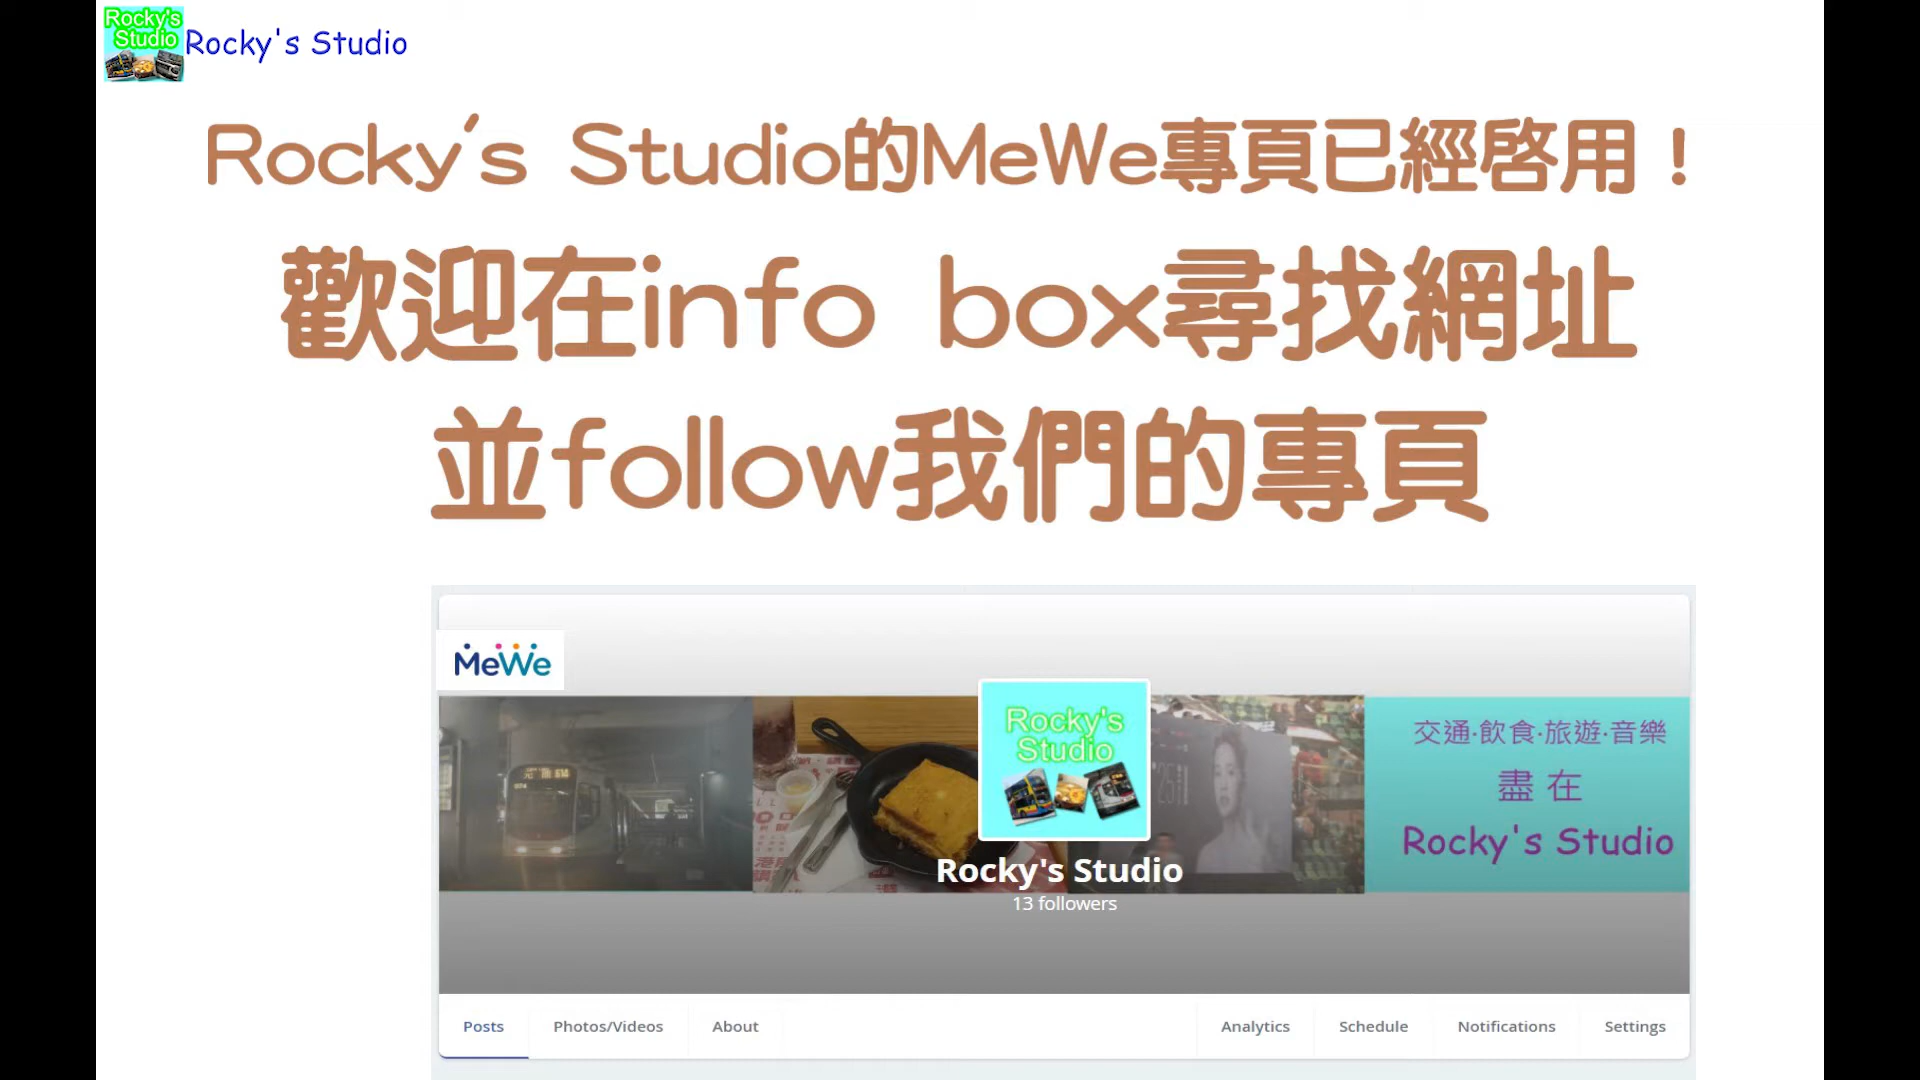 Rocky's
Studio
Rocky's Studio
Rocky's Studio的MeWe專頁已經啓用！
歡迎在info box尋找網址
並follow我們的專頁
MeWe
Rocky's
Studio
交通·飲食·旅遊·音樂
盡在
Rocky's Studio
Rocky's Studio
13 followers
Posts
Photos/Videos
About
Analytics
Schedule
Notifications
Settings